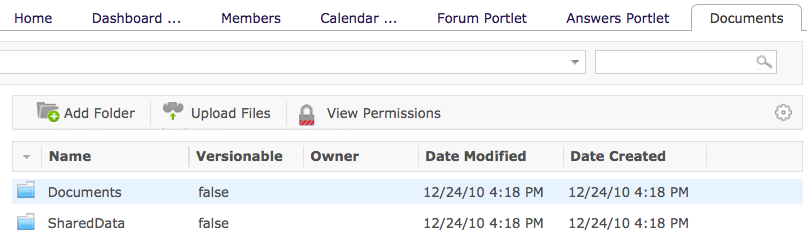 Home Dashboard ... Members Calendar ... Forum Portlet Answers Portlet Documents
Add Folder Upload Files View Permissions
Name Versionable Owner Date Modified Date Created
Documents false 12/24/10 4:18 PM 12/24/10 4:18 PM
SharedData false 12/24/10 4:18 PM 12/24/10 4:18 PM